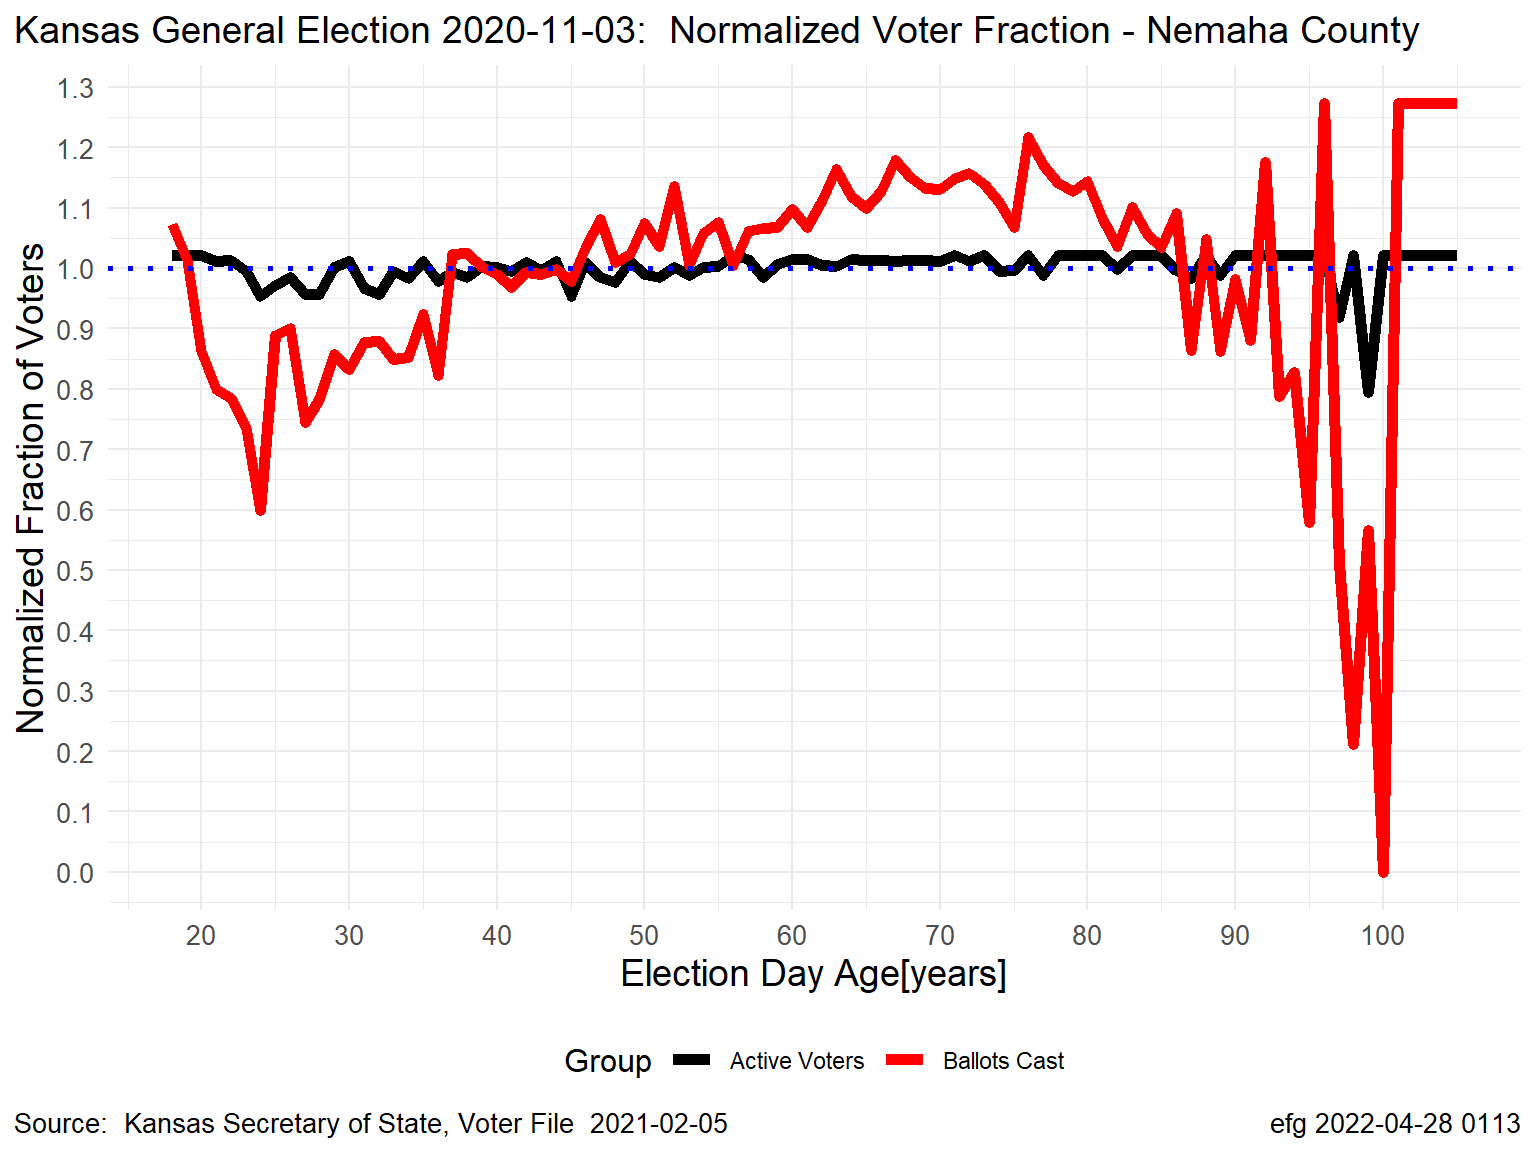 Kansas General Election 2020-11-03:  Normalized Voter Fraction - Nemaha County
Normalized Fraction of Voters
1.3
1.2
1.1
1.0
0.9
0.8
0.7
0.6
0.5
0.4
0.3
0.2
0.1
0.0
20 30 40 50 60 70 80 90 100
Election Day Age[years]
Group Active Voters Ballots Cast
Source:  Kansas Secretary of State, Voter File  2021-02-05 efg 2022-04-28 0113